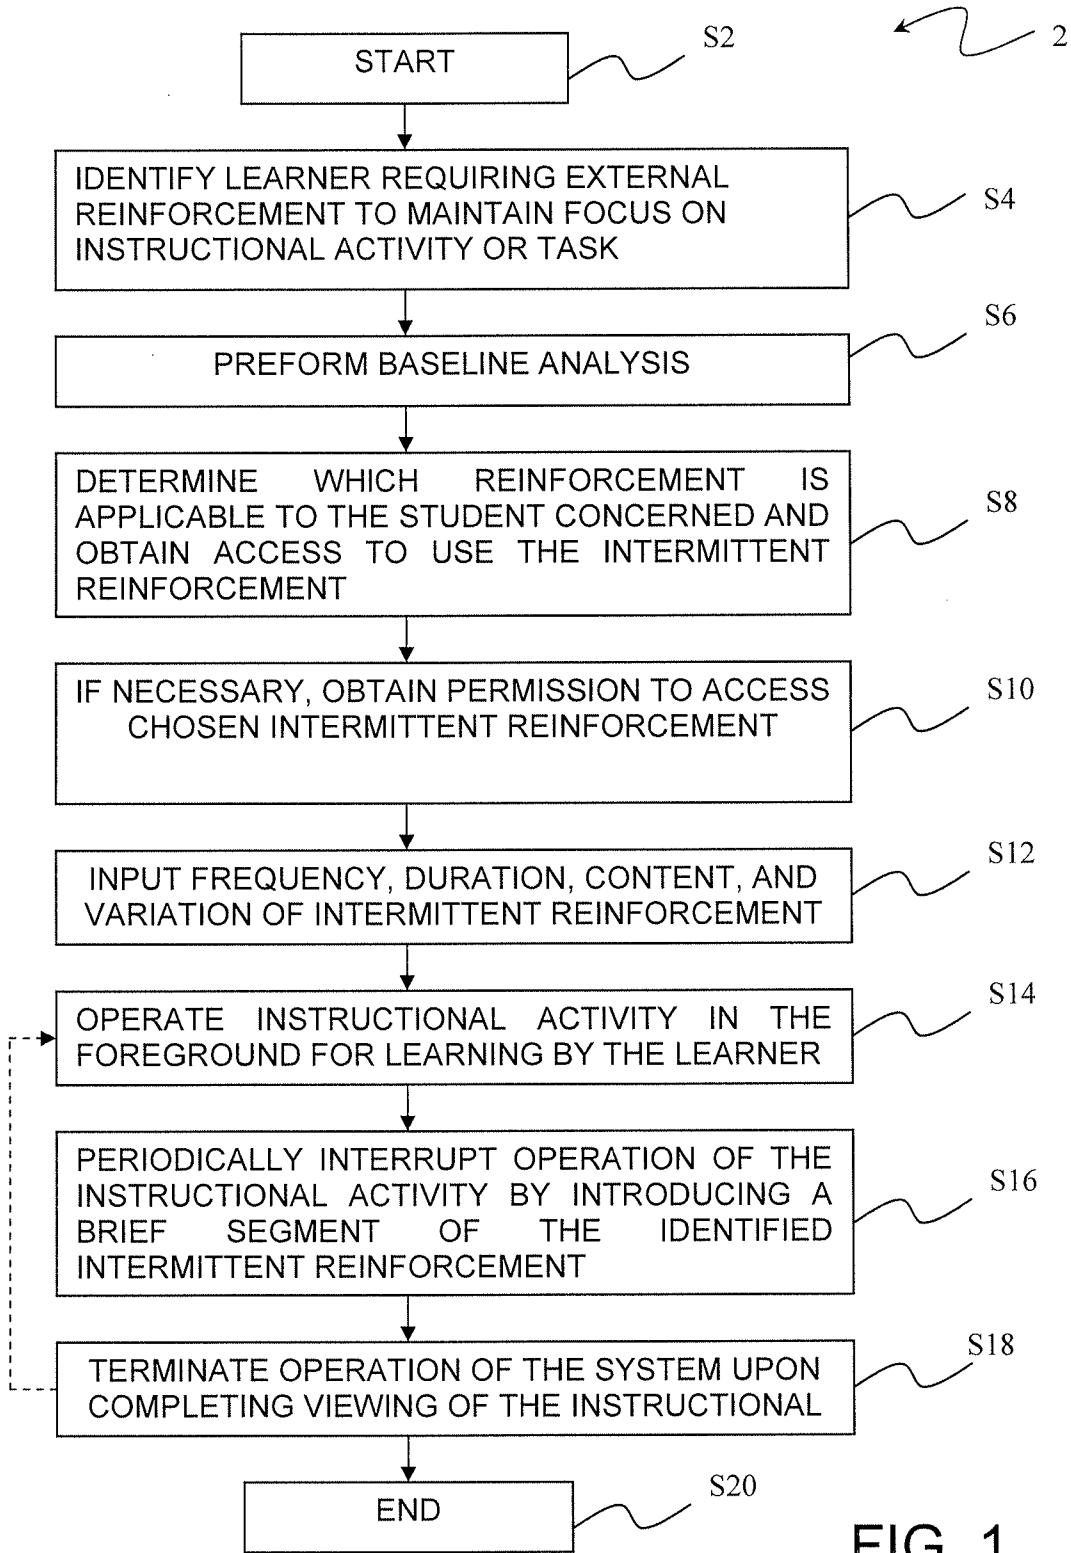 START
S2
2
IDENTIFY LEARNER REQUIRING EXTERNAL
REINFORCEMENT TO MAINTAIN FOCUS ON
INSTRUCTIONAL ACTIVITY OR TASK
S4
PREFORM BASELINE ANALYSIS
S6
DETERMINE WHICH REINFORCEMENT IS
APPLICABLE TO THE STUDENT CONCERNED AND
OBTAIN ACCESS TO USE THE INTERMITTENT
REINFORCEMENT
S8
IF NECESSARY, OBTAIN PERMISSION TO ACCESS
CHOSEN INTERMITTENT REINFORCEMENT
S10
INPUT FREQUENCY, DURATION, CONTENT, AND
VARIATION OF INTERMITTENT REINFORCEMENT
S12
OPERATE INSTRUCTIONAL ACTIVITY IN THE
FOREGROUND FOR LEARNING BY THE LEARNER
S14
PERIODICALLY INTERRUPT OPERATION OF THE
INSTRUCTIONAL ACTIVITY BY INTRODUCING A
BRIEF SEGMENT OF THE IDENTIFIED
INTERMITTENT REINFORCEMENT
S16
TERMINATE OPERATION OF THE SYSTEM UPON
COMPLETING VIEWING OF THE INSTRUCTIONAL
S18
END
S20
FIG. 1